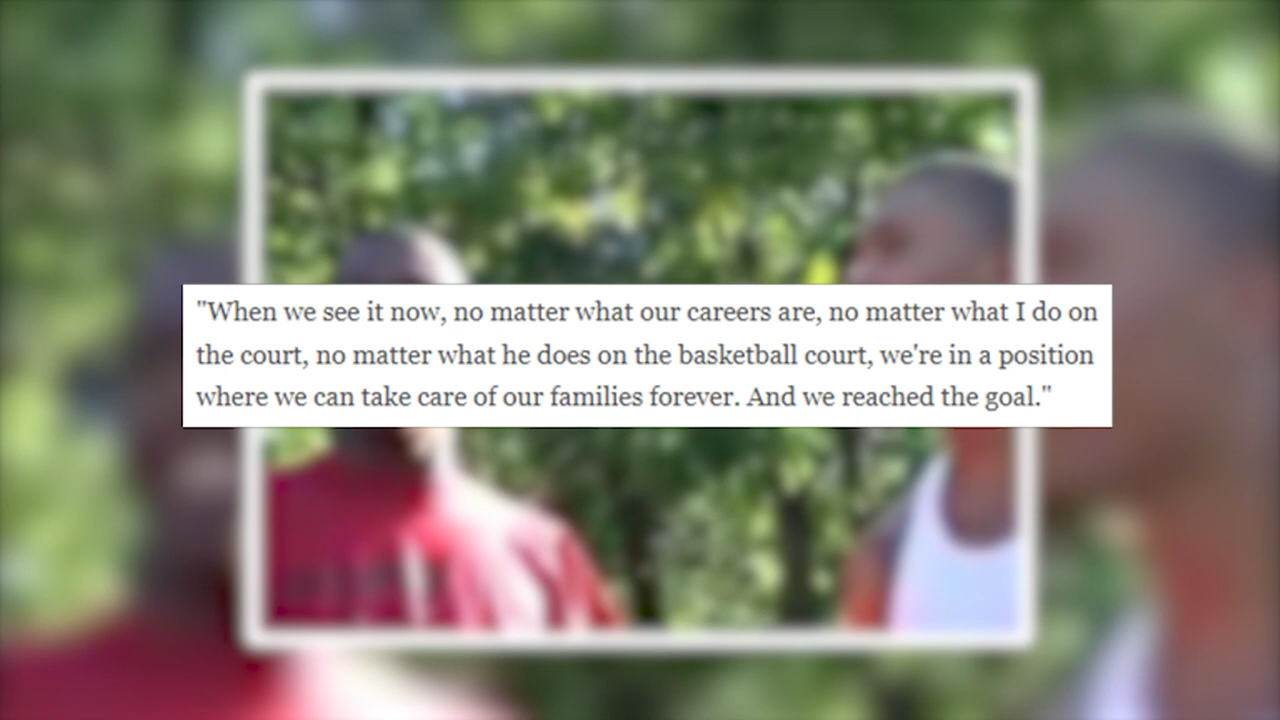 "When we see it now, no matter what our careers are, no matter what I do on
the court, no matter what he does on the basketball court, we're in a position
where we can take care of our families forever. And we reached the goal."